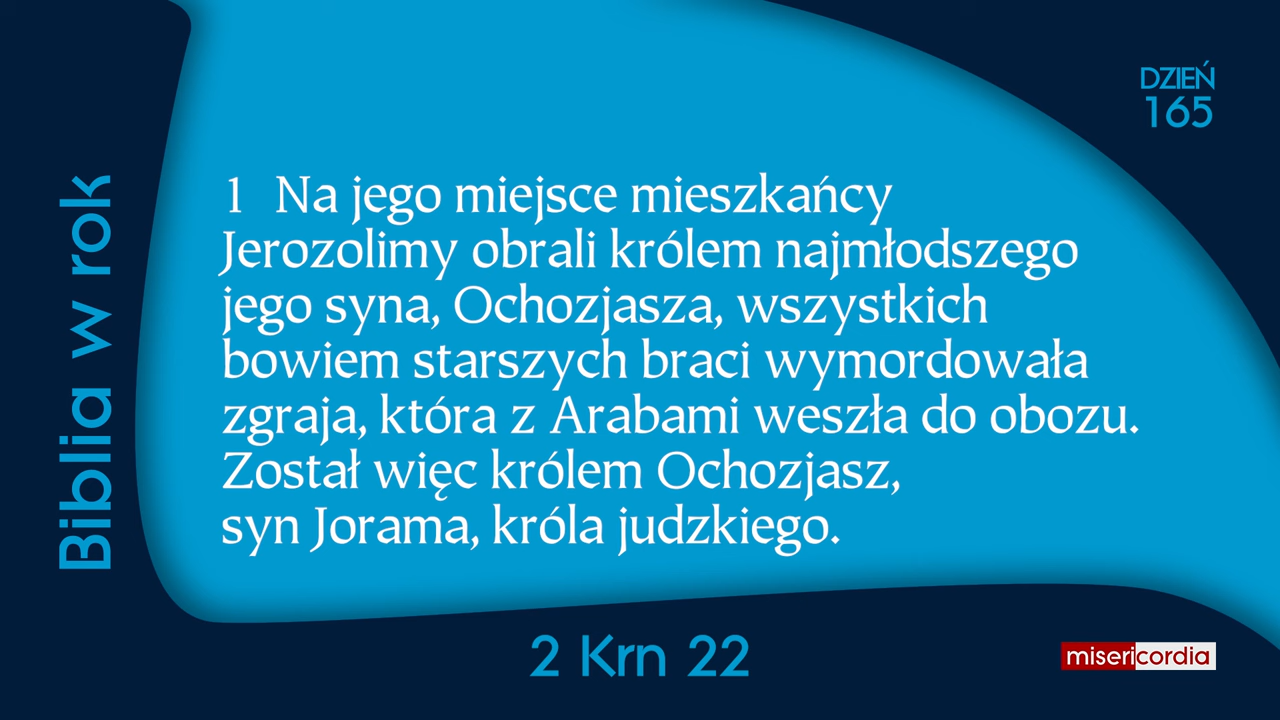 DZIEŃ
165
Biblia w rok
1 Na jego miejsce mieszkańcy
Jerozolimy obrali królem najmłodszego
jego syna, Ochozjasza, wszystkich
bowiem starszych braci wymordowała
zgraja, która z Arabami weszła do obozu.
Został więc królem Ochozjasz,
syn Jorama, króla judzkiego.
2 Krn 22
misericordia